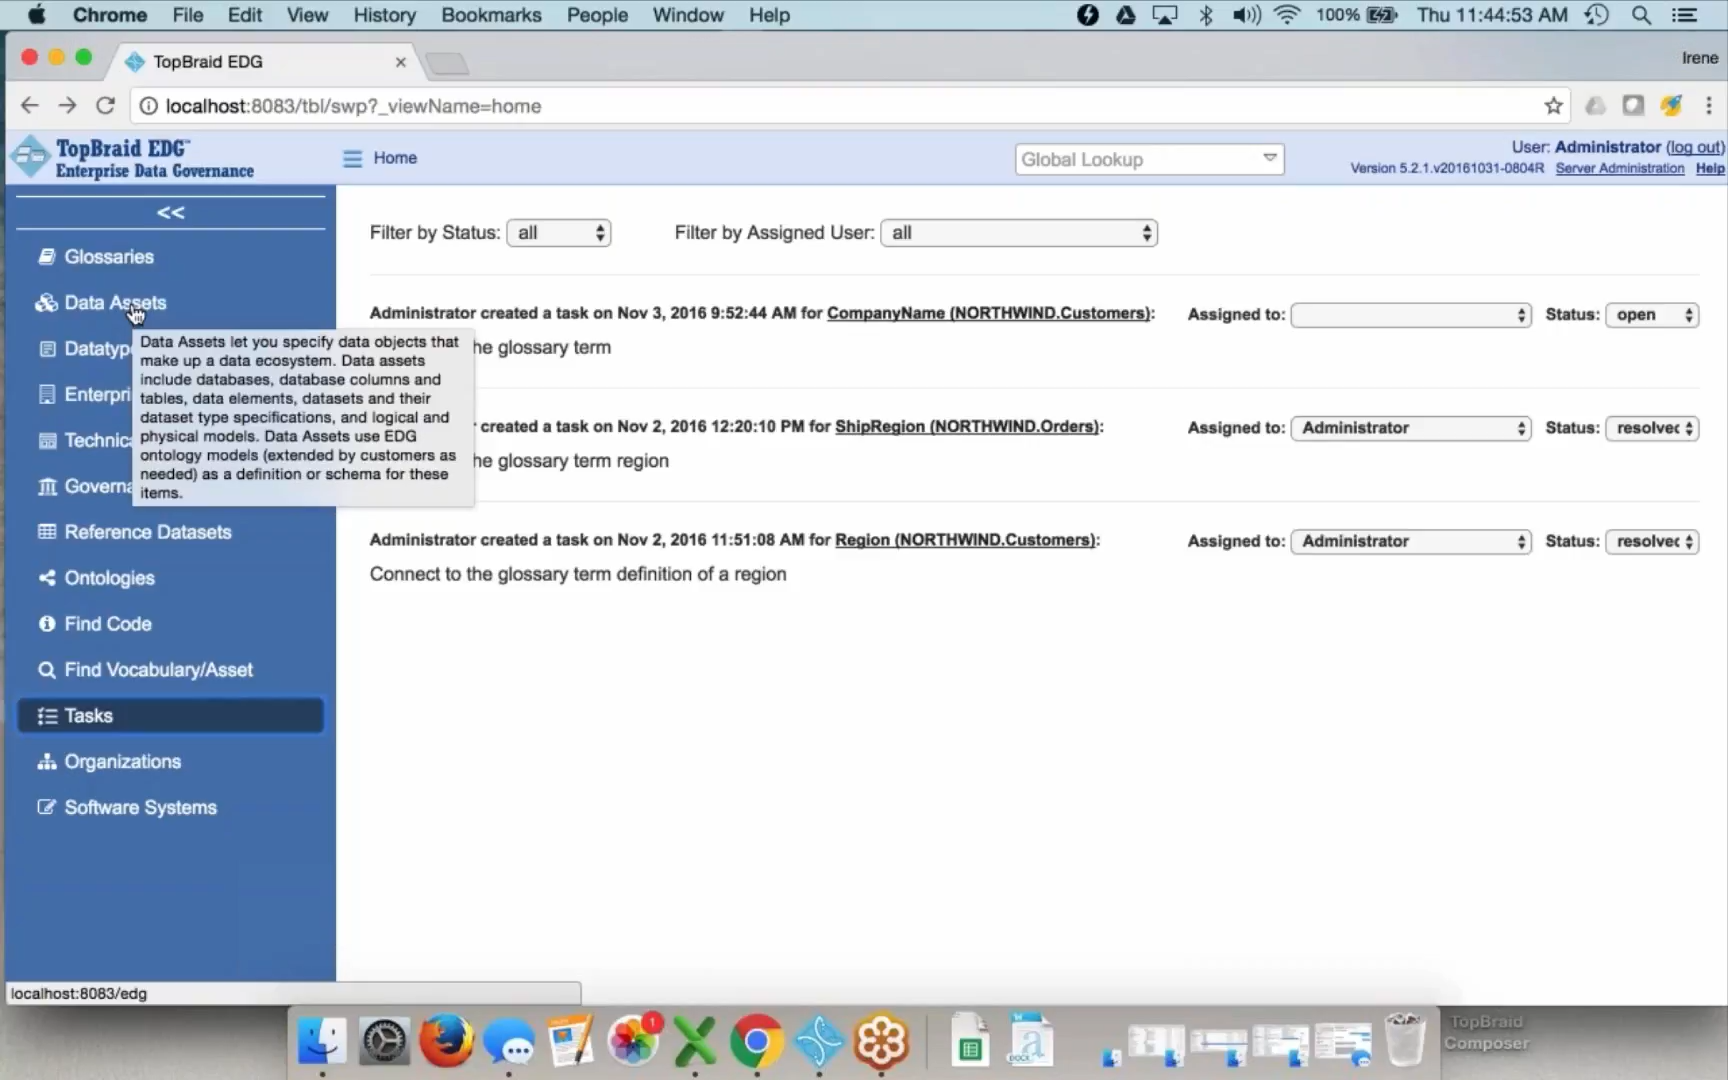 Chrome File Edit View History Bookmarks People Window Help 100% Thu 11:44:53 AM
TopBraid EDG Irene
localhost:8083/tbl/swp?_viewName=home
TopBraid EDG™
Enterprise Data Governance
Home
Global Lookup
User: Administrator (log out)
Version 5.2.1.v20161031-0804R Server Administration Help
<<
Glossaries
Data Assets
Datatyp
Enterpri
Technica
Governa
Reference Datasets
Ontologies
Find Code
Find Vocabulary/Asset
Tasks
Organizations
Software Systems
Data Assets let you specify data objects that
make up a data ecosystem. Data assets
include databases, database columns and
tables, data elements, datasets and their
dataset type specifications, and logical and
physical models. Data Assets use EDG
ontology models (extended by customers as
needed) as a definition or schema for these
items.
Filter by Status: all Filter by Assigned User: all
Administrator created a task on Nov 3, 2016 9:52:44 AM for CompanyName (NORTHWIND.Customers): Assigned to: Status: open
he glossary term
created a task on Nov 2, 2016 12:20:10 PM for ShipRegion (NORTHWIND.Orders): Assigned to: Administrator Status: resolvec
he glossary term region
Administrator created a task on Nov 2, 2016 11:51:08 AM for Region (NORTHWIND.Customers): Assigned to: Administrator Status: resolvec
Connect to the glossary term definition of a region
localhost:8083/edg
1
DOCX
TopBraid
Composer